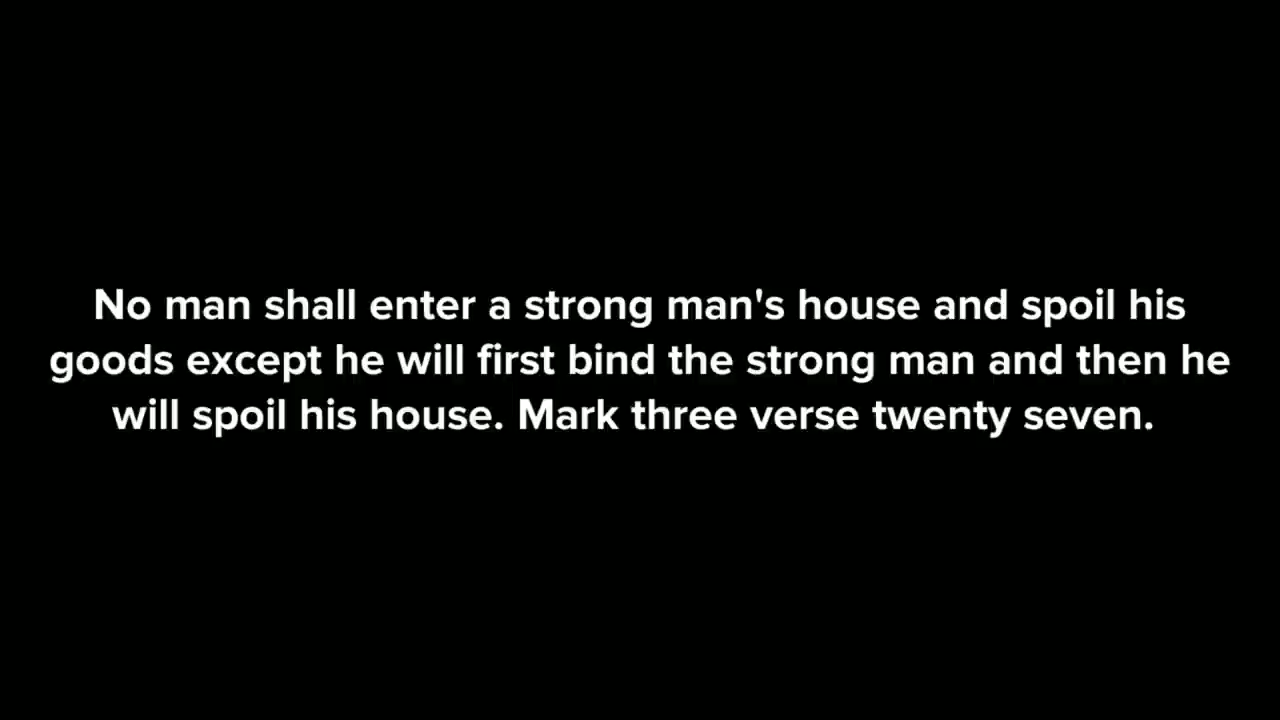 No man shall enter a strong man's house and spoil his
goods except he will first bind the strong man and then he
will spoil his house. Mark three verse twenty seven.